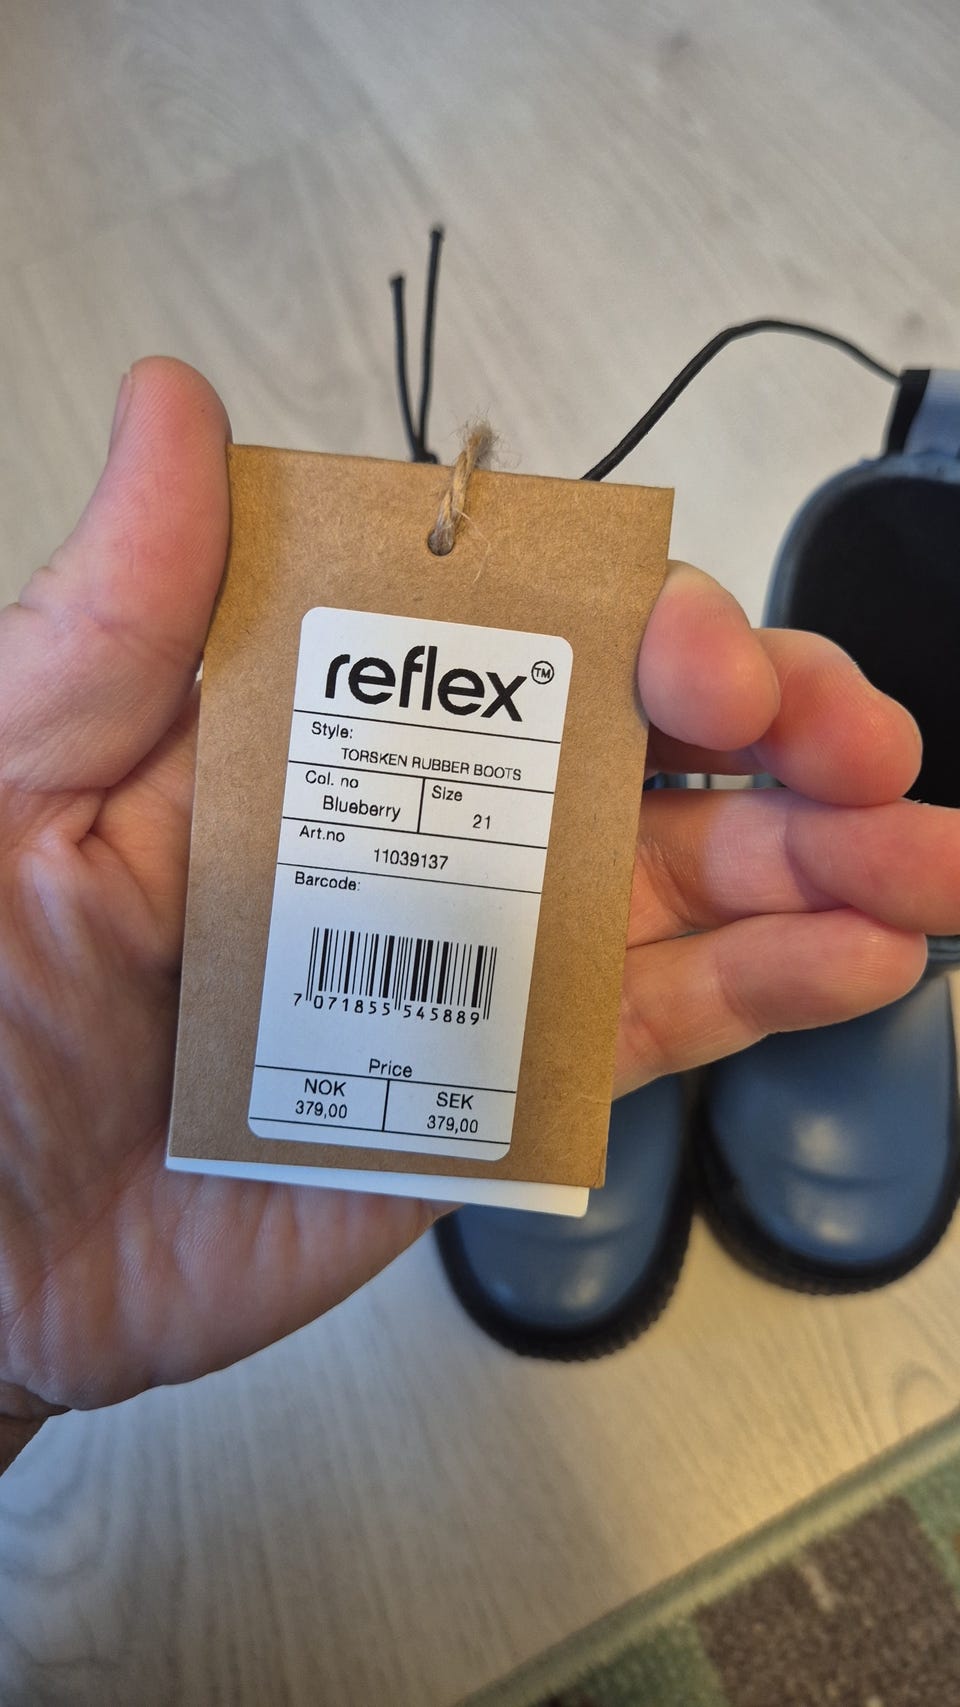 reflex™
Style:
TORSKEN RUBBER BOOTS
Col. no
Blueberry
Size
21
Art.no
11039137
Barcode:
7 071855 545889
Price
NOK
379,00
SEK
379,00